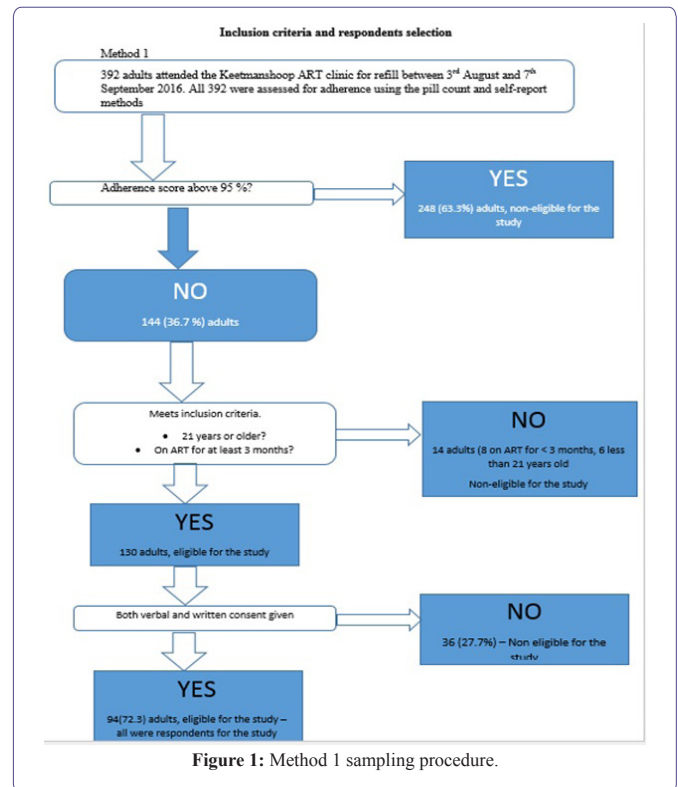 Inclusion criteria and respondents selection
Method 1
392 adults attended the Keetmanshoop ART clinic for refill between 3rd August and 7th
September 2016. All 392 were assessed for adherence using the pill count and self-report
methods
Adherence score above 95 %?
YES
248 (63.3%) adults, non-eligible for the
study
NO
144 (36.7 %) adults
Meets inclusion criteria.
• 21 years or older?
• On ART for at least 3 months?
NO
14 adults (8 on ART for < 3 months, 6 less
than 21 years old
Non-eligible for the study
YES
130 adults, eligible for the study
Both verbal and written consent given
NO
36 (27.7%) – Non eligible for the
study
YES
94(72.3) adults, eligible for the study –
all were respondents for the study
Figure 1: Method 1 sampling procedure.